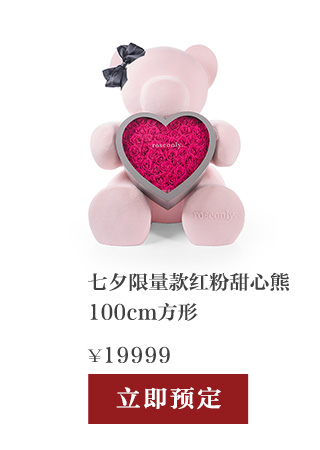 roseonly.
roseonly.
七夕限量款红粉甜心熊
100cm方形
¥19999
立即预定